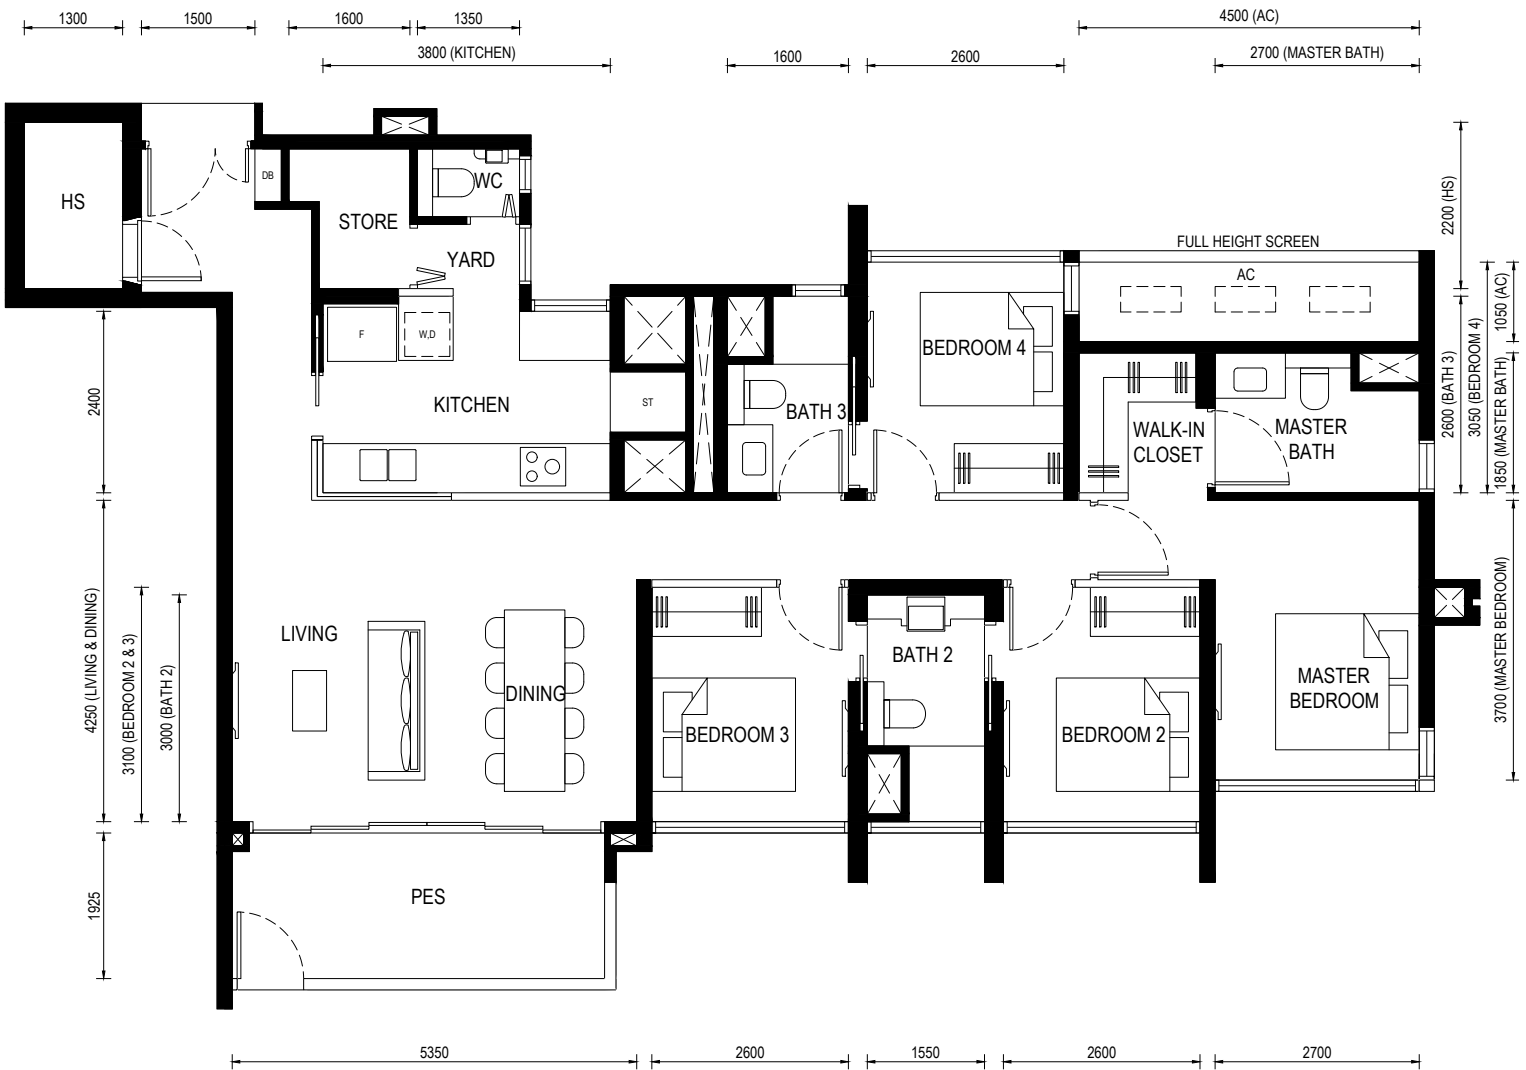 1300
1500
1600
1350
4500 (AC)
3800 (KITCHEN)
1600
2600
2700 (MASTER BATH)
HS
DB
STORE
WC
YARD
FULL HEIGHT SCREEN
AC
2200 (HS)
1050 (AC)
3050 (BEDROOM 4)
2600 (BATH 3)
1850 (MASTER BATH)
F
W,D
BEDROOM 4
2400
KITCHEN
ST
BATH 3
WALK-IN
CLOSET
MASTER
BATH
4250 (LIVING & DINING)
3100 (BEDROOM 2 & 3)
3000 (BATH 2)
LIVING
DINING
BATH 2
BEDROOM 3
BEDROOM 2
MASTER
BEDROOM
3700 (MASTER BEDROOM)
1925
PES
5350
2600
1550
2600
2700